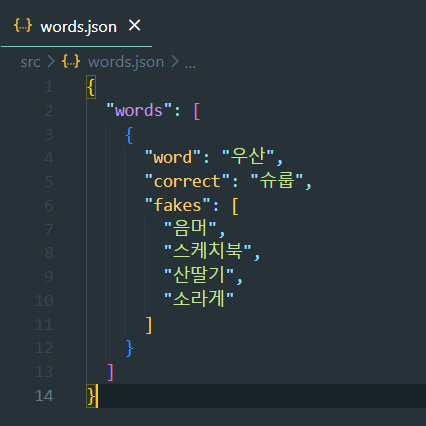 words.json
src > words.json > ...
1 {
2 "words": [
3 {
4 "word": "우산",
5 "correct": "슈룹",
6 "fakes": [
7 "음머",
8 "스케치북",
9 "산딸기",
10 "소라게"
11 ]
12 }
13 ]
14 }